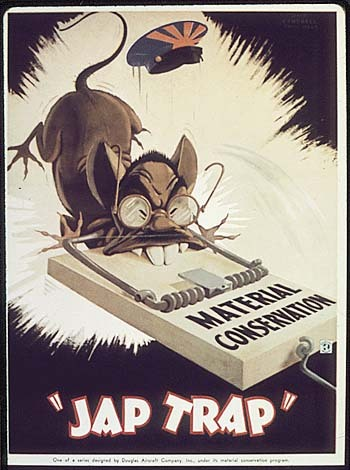 MATERIAL
CONSERVATION
"JAP TRAP"
One of a series designed by Douglas Aircraft Company, Inc., under its material conservation program.